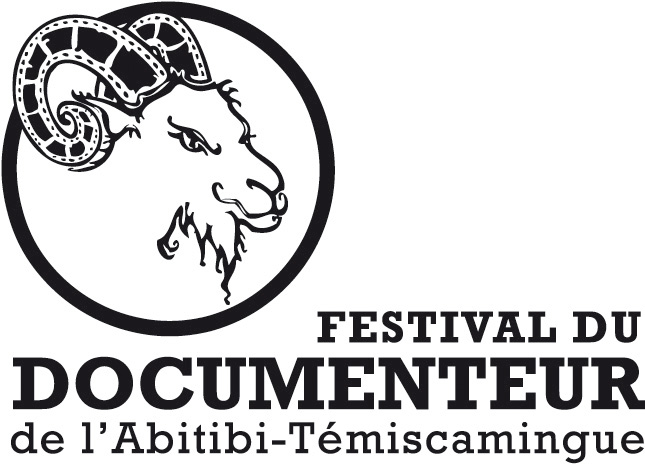 FESTIVAL DU
DOCUMENTEUR
de l'Abitibi-Témiscamingue